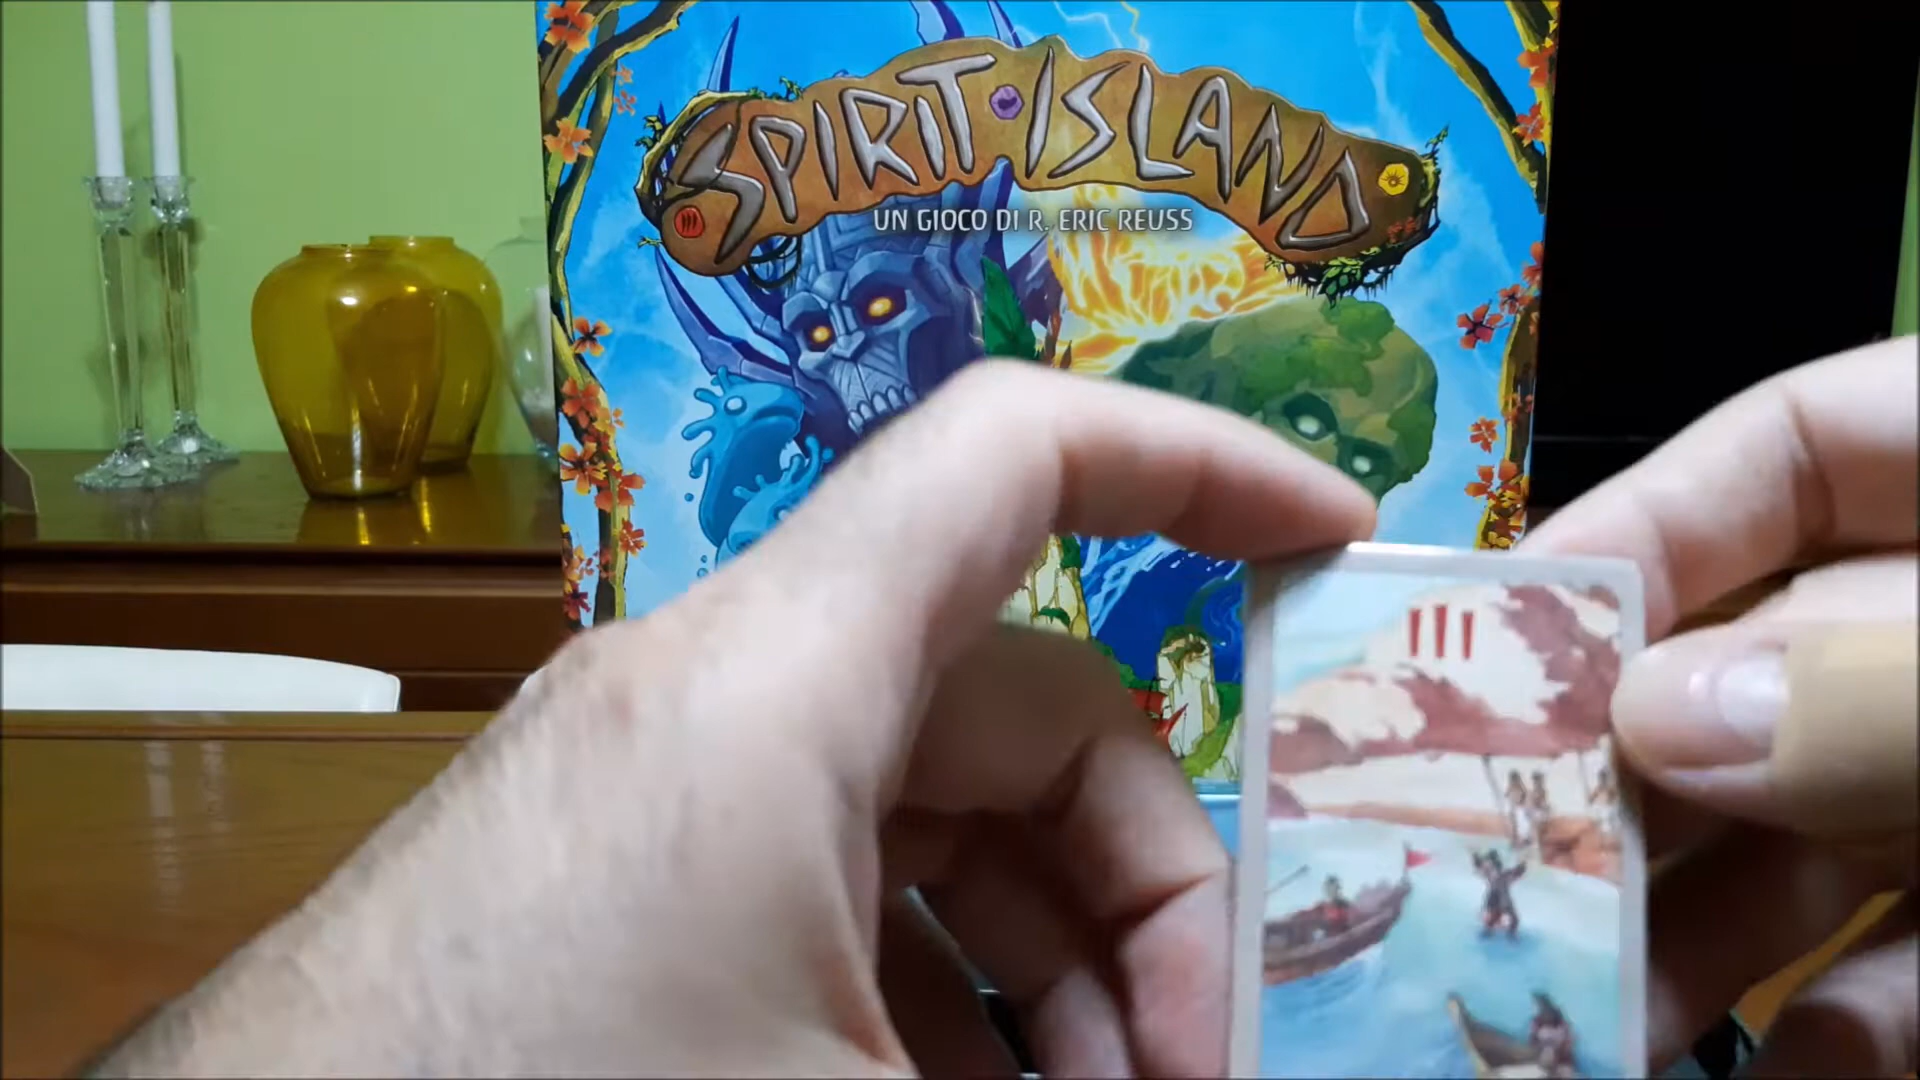 SPIRIT ISLAND
UN GIOCO DI R. ERIC REUSS
III